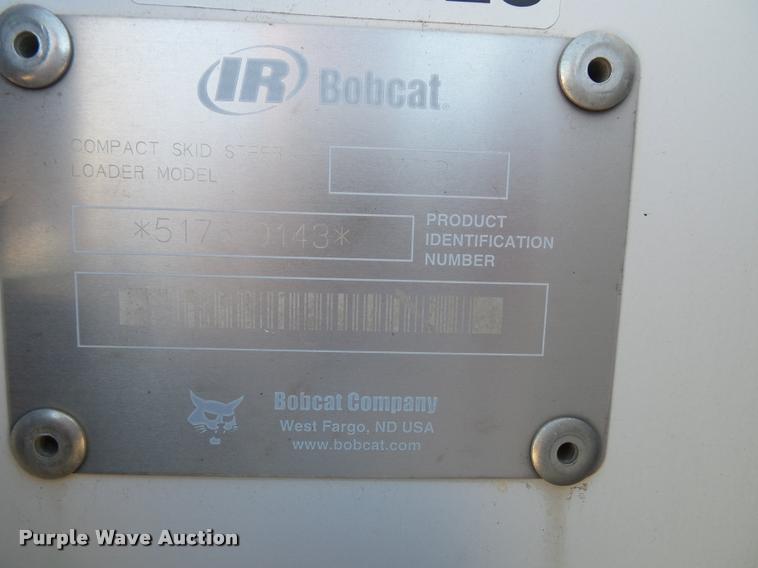 IR Bobcat®
COMPACT SKID STEER
LOADER MODEL
PRODUCT
IDENTIFICATION
NUMBER
Bobcat Company
West Fargo, ND USA
www.bobcat.com
Purple Wave Auction